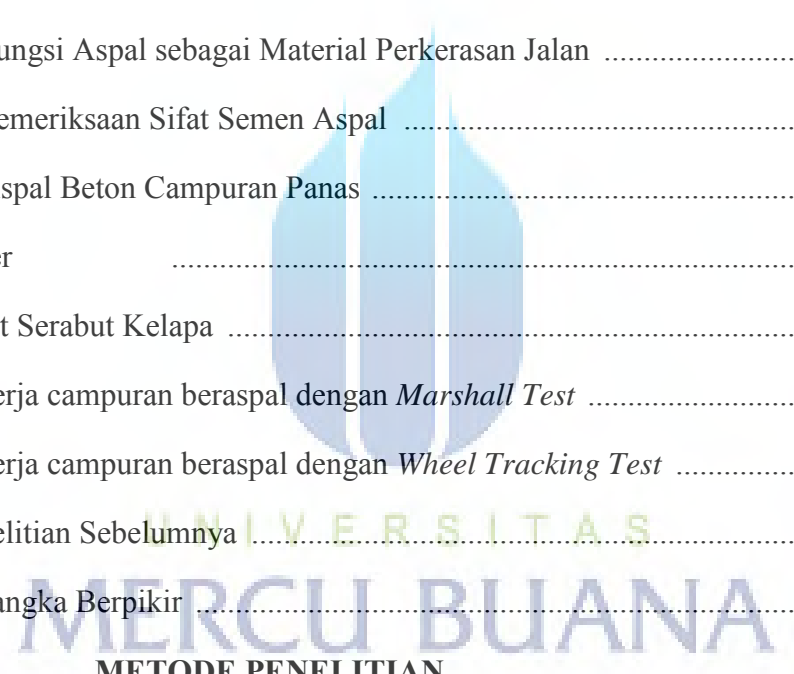 ungsi Aspal sebagai Material Perkerasan Jalan ......................
emeriksaan Sifat Semen Aspal ............................................
spal Beton Campuran Panas ................................................
er ......................................................................
t Serabut Kelapa .................................................................
erja campuran beraspal dengan Marshall Test ........................
erja campuran beraspal dengan Wheel Tracking Test ..............
elitian Sebelumnya ..............................................................
angka Berpikir .....................................................................
UNIVERSITAS
MERCU BUANA
METODE PENELITIAN